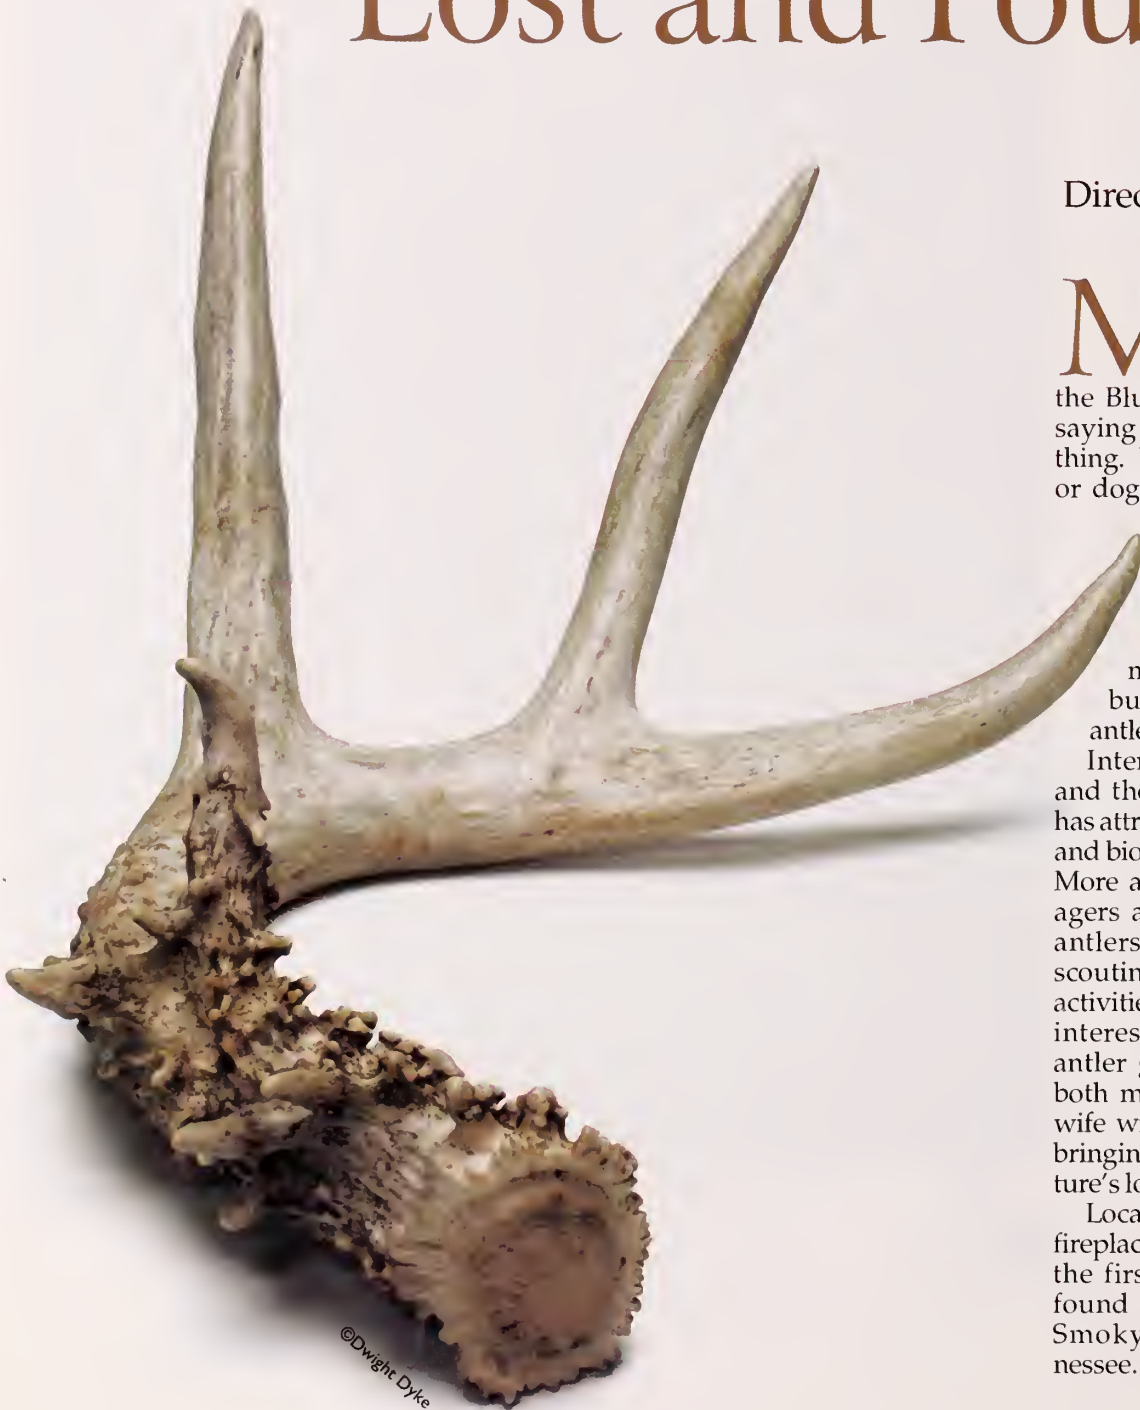 Lost and Fou
Direc
M
the Blu
saying
thing.
or dog
bu
antle
Inter
and the
has attr
and bio
More a
agers a
antlers
scoutin
activitie
interes
antler
both m
wife wi
bringin
ture's lo
Loca
fireplac
the firs
found
Smoky
nessee.
©Dwight Dyke